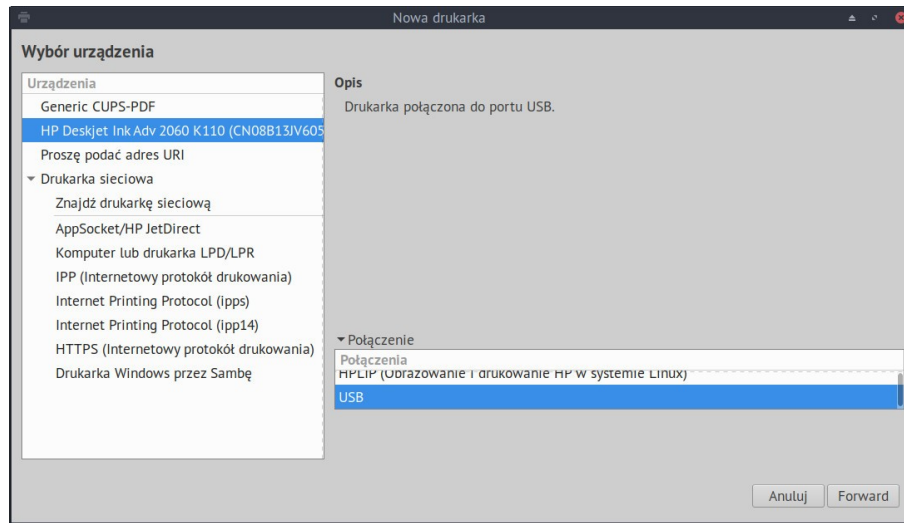 Nowa drukarka
Wybór urządzenia
Urządzenia
Generic CUPS-PDF
HP Deskjet Ink Adv 2060 K110 (CN08B13JV605
Proszę podać adres URI
Drukarka sieciowa
Znajdź drukarkę sieciową
AppSocket/HP JetDirect
Komputer lub drukarka LPD/LPR
IPP (Internetowy protokół drukowania)
Internet Printing Protocol (ipps)
Internet Printing Protocol (ipp14)
HTTPS (Internetowy protokół drukowania)
Drukarka Windows przez Sambę
Opis
Drukarka połączona do portu USB.
Połączenie
Połączenia
HPLIP (Obrazowanie i drukowanie HP w systemie Linux)
USB
Anuluj
Forward